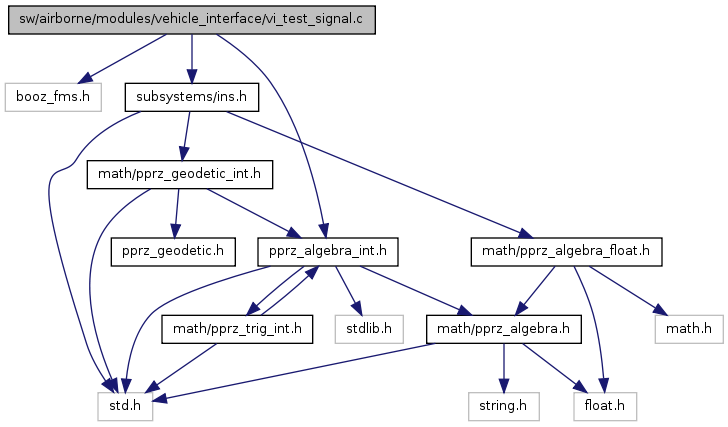 sw/airborne/modules/vehicle_interface/vi_test_signal.c
booz_fms.h
subsystems/ins.h
math/pprz_geodetic_int.h
pprz_geodetic.h
pprz_algebra_int.h
math/pprz_algebra_float.h
math/pprz_trig_int.h
stdlib.h
math/pprz_algebra.h
math.h
std.h
string.h
float.h